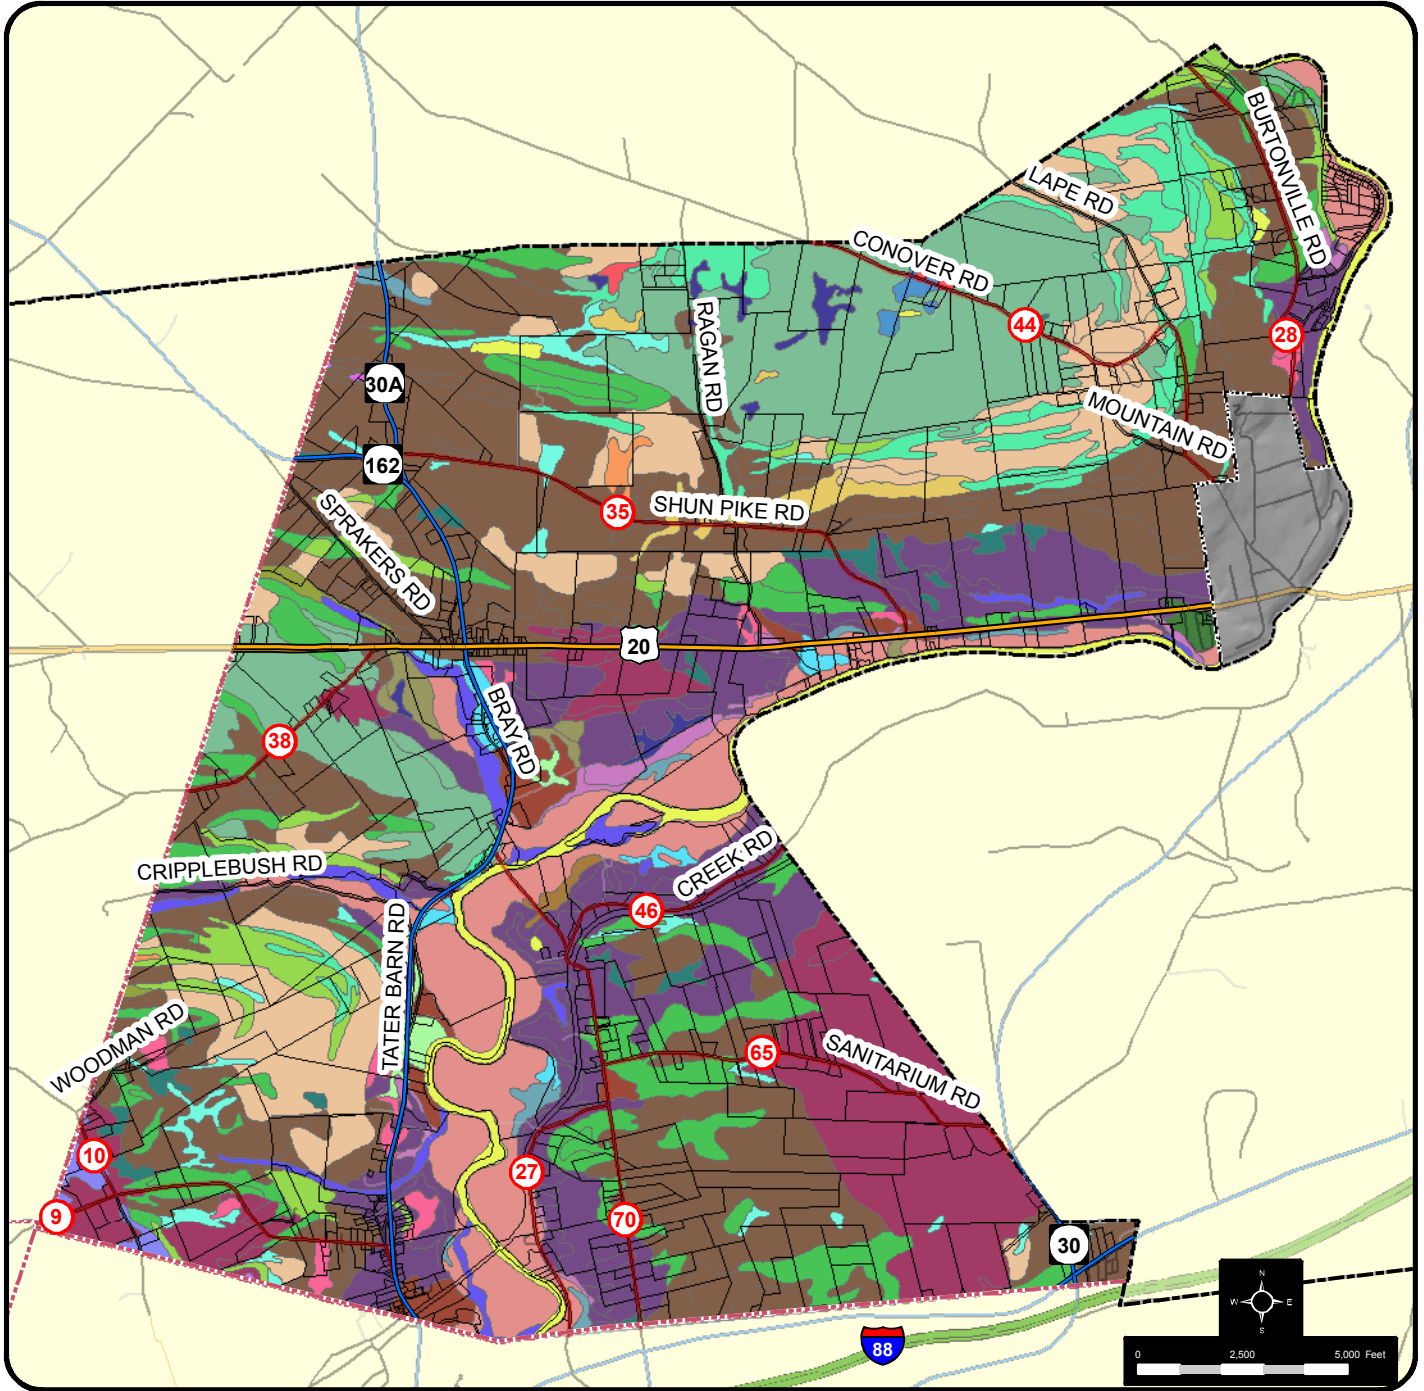 BURTONVILLE RD
LAPE RD
CONOVER RD
44
28
RAGAN RD
30A
MOUNTAIN RD
162
SPRAKERS RD
35
SHUN PIKE RD
20
BRAY RD
38
CRIPPLEBUSH RD
CREEK RD
46
TATER BARN RD
WOODMAN RD
65
SANITARIUM RD
10
27
9
70
30
N
W E
S
88
0 2,500 5,000 Feet